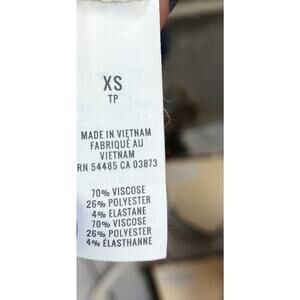 XS
TP
MADE IN VIETNAM
FABRIQUÉ AU
VIETNAM
RN 54485 CA 03873
70% VISCOSE
26% POLYESTER
4% ELASTANE
70% VISCOSE
26% POLYESTER
4% ÉLASTHANNE